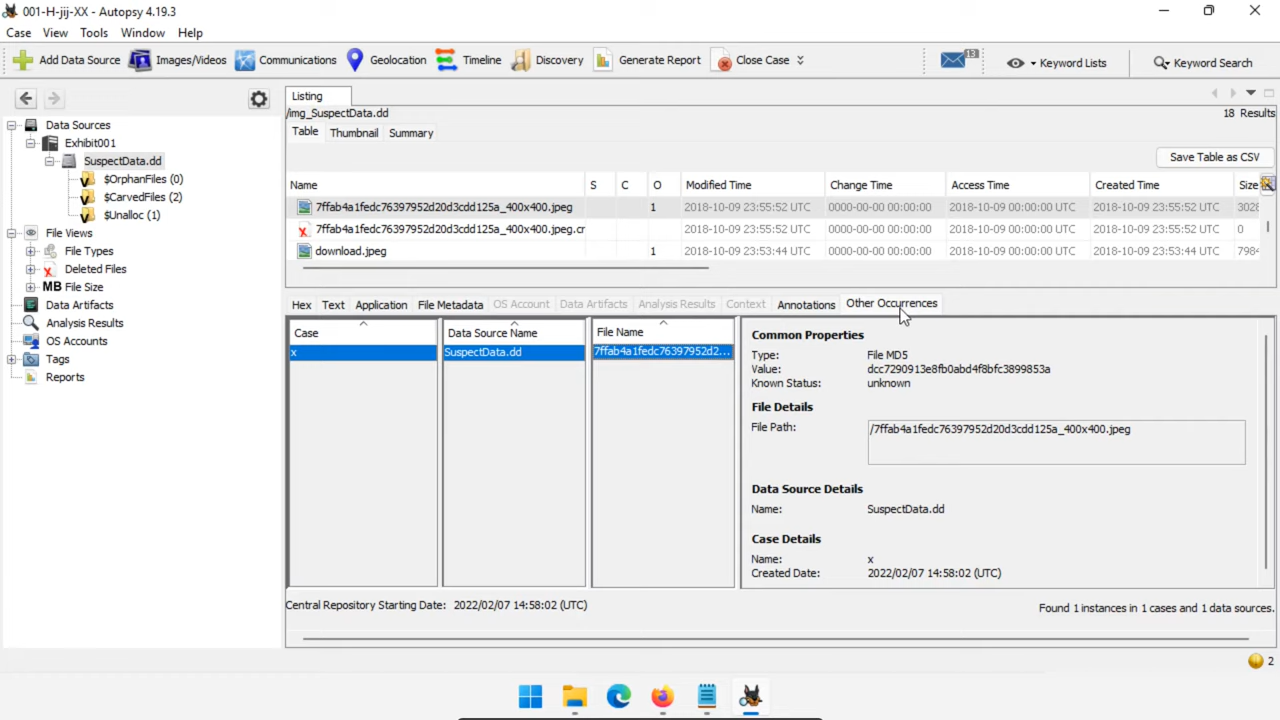 001-H-jij-XX - Autopsy 4.19.3
Case View Tools Window Help
Add Data Source Images/Videos Communications Geolocation Timeline Discovery Generate Report Close Case 13 Keyword Lists Keyword Search
Listing
/img_SuspectData.dd 18 Results
Table Thumbnail Summary
Save Table as CSV
Name S C O Modified Time Change Time Access Time Created Time Size
7ffab4a1fedc76397952d20d3cdd125a_400x400.jpeg 1 2018-10-09 23:55:52 UTC 0000-00-00 00:00:00 2018-10-09 00:00:00 UTC 2018-10-09 23:55:52 UTC 3028
7ffab4a1fedc76397952d20d3cdd125a_400x400.jpeg.cr 2018-10-09 23:55:52 UTC 0000-00-00 00:00:00 2018-10-09 00:00:00 UTC 2018-10-09 23:55:52 UTC 0
download.jpeg 1 2018-10-09 23:53:44 UTC 0000-00-00 00:00:00 2018-10-09 00:00:00 UTC 2018-10-09 23:53:44 UTC 7984
Data Sources
Exhibit001
SuspectData.dd
$OrphanFiles (0)
$CarvedFiles (2)
$Unalloc (1)
File Views
File Types
Deleted Files
MB File Size
Data Artifacts
Analysis Results
OS Accounts
Tags
Reports
Hex Text Application File Metadata OS Account Data Artifacts Analysis Results Context Annotations Other Occurrences
Case Data Source Name File Name
x SuspectData.dd 7ffab4a1fedc76397952d2...
Common Properties
Type: File MD5
Value: dcc7290913e8fb0abd4f8bfc3899853a
Known Status: unknown
File Details
File Path: /7ffab4a1fedc76397952d20d3cdd125a_400x400.jpeg
Data Source Details
Name: SuspectData.dd
Case Details
Name: x
Created Date: 2022/02/07 14:58:02 (UTC)
Central Repository Starting Date: 2022/02/07 14:58:02 (UTC) Found 1 instances in 1 cases and 1 data sources.
2